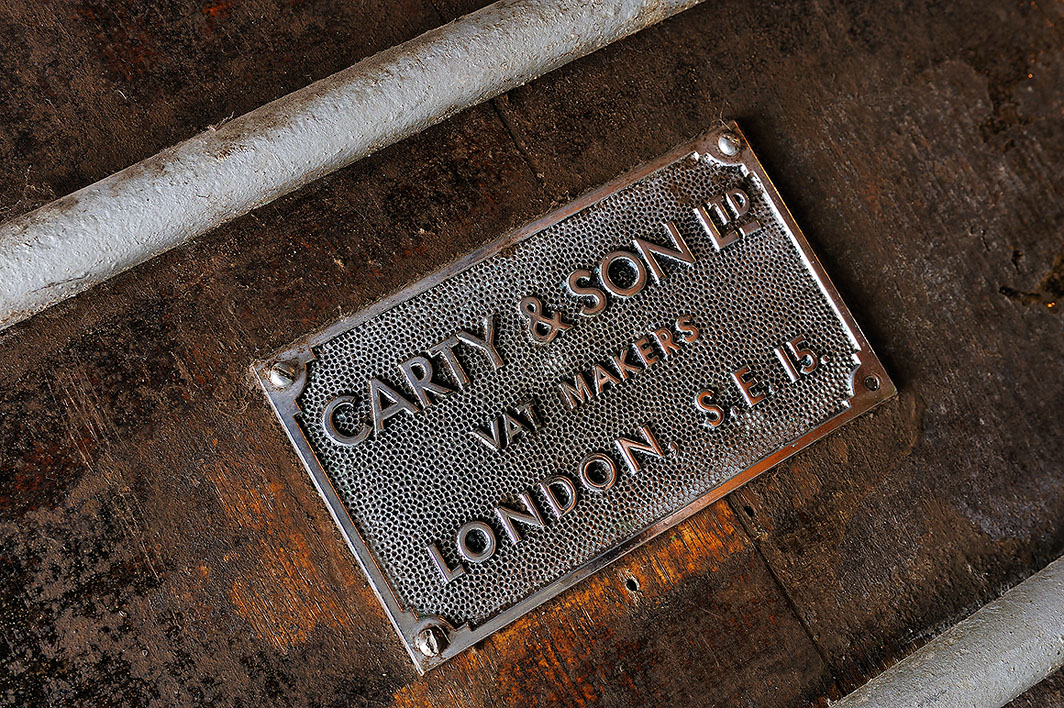 CARTY & SON LTD
VAT MAKERS
LONDON, S.E. 15.